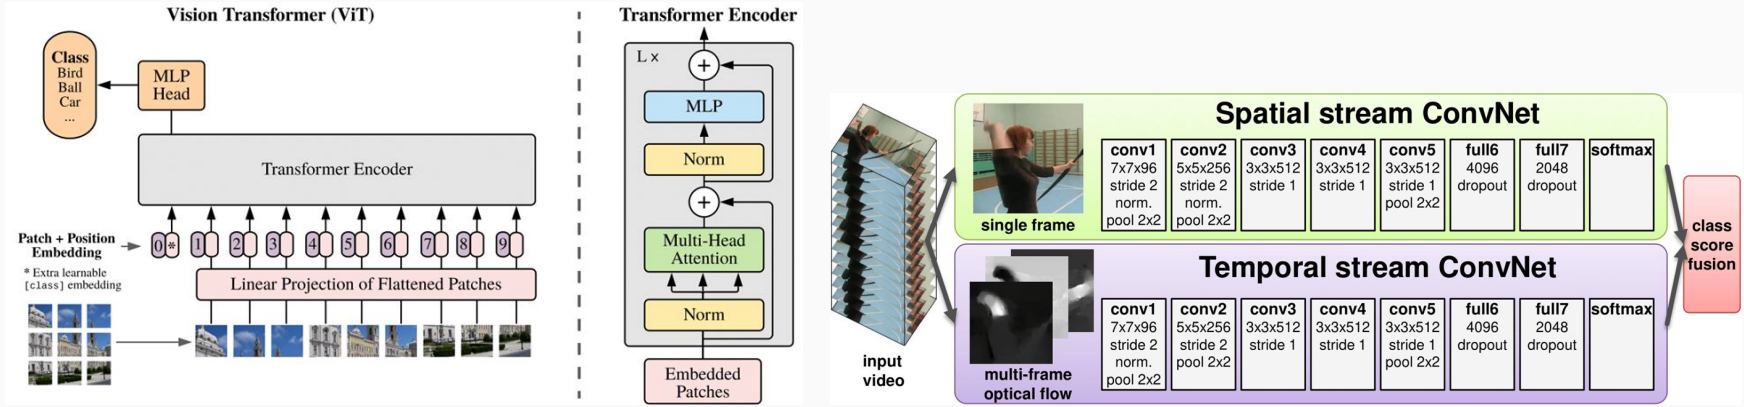 Vision Transformer (ViT)
Class
Bird
Ball
Car
...
MLP
Head
Transformer Encoder
Patch + Position
Embedding
0 * 1 2 3 4 5 6 7 8 9
* Extra learnable
[class] embedding
Linear Projection of Flattened Patches
Transformer Encoder
L ×
+
MLP
Norm
+
Multi-Head
Attention
Norm
Embedded
Patches
input
video
Spatial stream ConvNet
single frame
conv1
7x7x96
stride 2
norm.
pool 2x2
conv2
5x5x256
stride 2
norm.
pool 2x2
conv3
3x3x512
stride 1
conv4
3x3x512
stride 1
conv5
3x3x512
stride 1
pool 2x2
full6
4096
dropout
full7
2048
dropout
softmax
Temporal stream ConvNet
multi-frame
optical flow
conv1
7x7x96
stride 2
norm.
pool 2x2
conv2
5x5x256
stride 2
pool 2x2
conv3
3x3x512
stride 1
conv4
3x3x512
stride 1
conv5
3x3x512
stride 1
pool 2x2
full6
4096
dropout
full7
2048
dropout
softmax
class
score
fusion